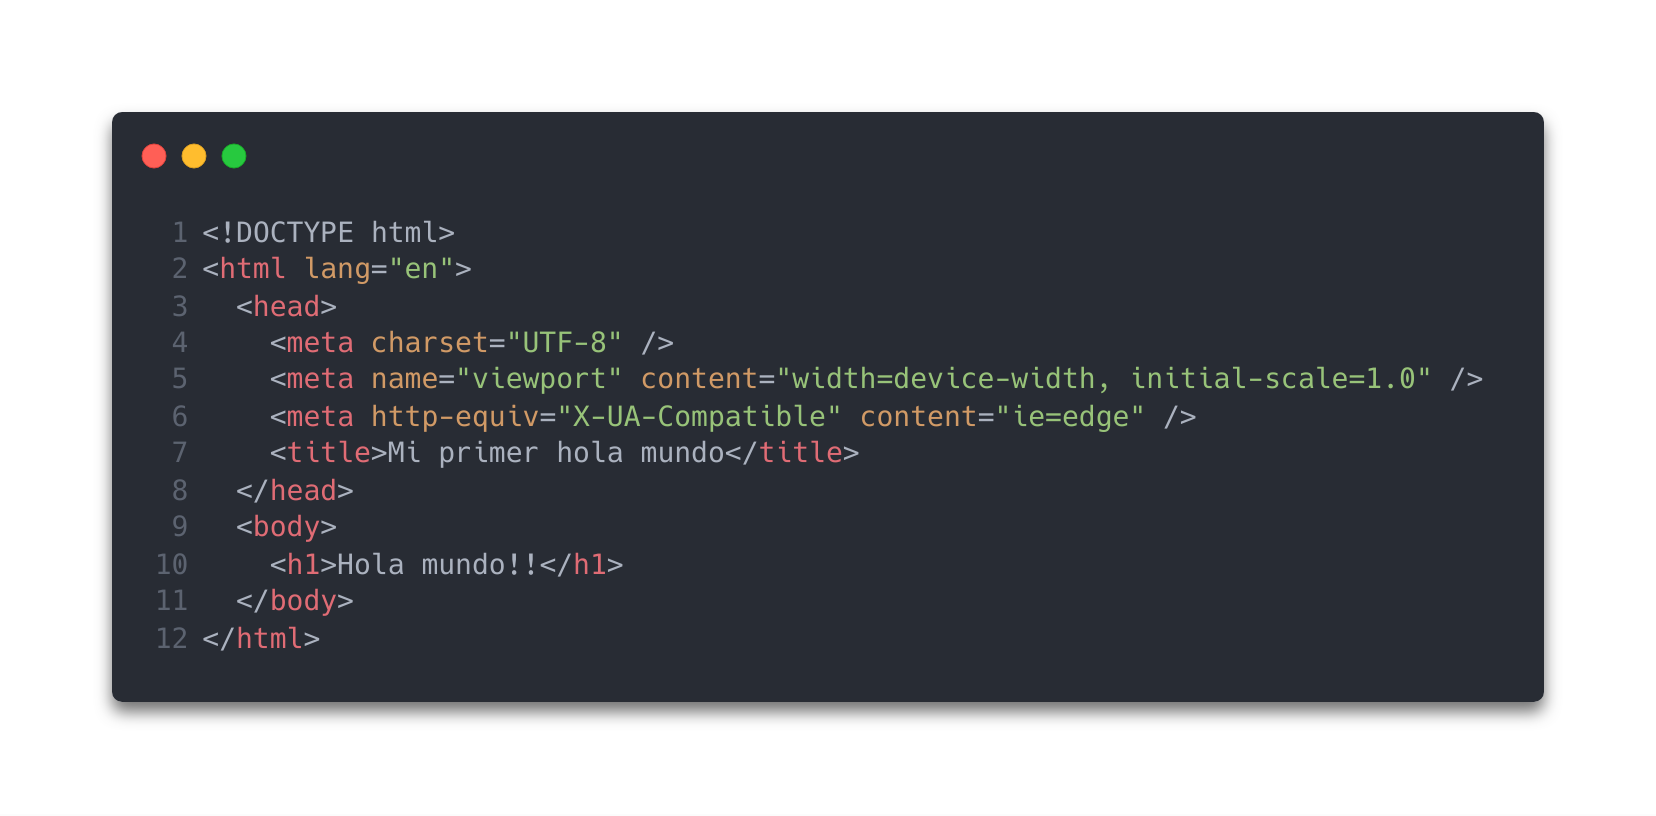 1 <!DOCTYPE html>
2 <html lang="en">
3   <head>
4     <meta charset="UTF-8" />
5     <meta name="viewport" content="width=device-width, initial-scale=1.0" />
6     <meta http-equiv="X-UA-Compatible" content="ie=edge" />
7     <title>Mi primer hola mundo</title>
8   </head>
9   <body>
10     <h1>Hola mundo!!</h1>
11   </body>
12 </html>